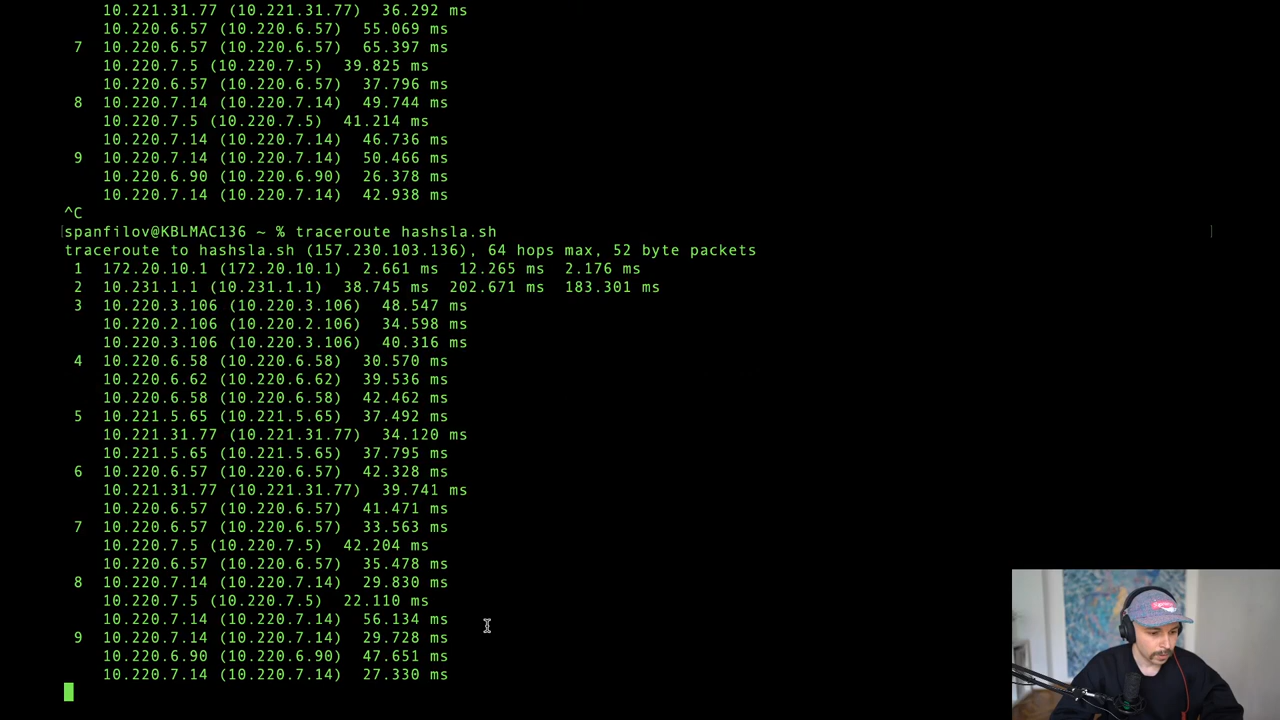 10.221.31.77 (10.221.31.77)  36.292 ms
10.220.6.57 (10.220.6.57)  55.069 ms
7  10.220.6.57 (10.220.6.57)  65.397 ms
10.220.7.5 (10.220.7.5)  39.825 ms
10.220.6.57 (10.220.6.57)  37.796 ms
8  10.220.7.14 (10.220.7.14)  49.744 ms
10.220.7.5 (10.220.7.5)  41.214 ms
10.220.7.14 (10.220.7.14)  46.736 ms
9  10.220.7.14 (10.220.7.14)  50.466 ms
10.220.6.90 (10.220.6.90)  26.378 ms
10.220.7.14 (10.220.7.14)  42.938 ms
^C
spanfilov@KBLMAC136 ~ % traceroute hashsla.sh
traceroute to hashsla.sh (157.230.103.136), 64 hops max, 52 byte packets
1  172.20.10.1 (172.20.10.1)  2.661 ms  12.265 ms  2.176 ms
2  10.231.1.1 (10.231.1.1)  38.745 ms  202.671 ms  183.301 ms
3  10.220.3.106 (10.220.3.106)  48.547 ms
10.220.2.106 (10.220.2.106)  34.598 ms
10.220.3.106 (10.220.3.106)  40.316 ms
4  10.220.6.58 (10.220.6.58)  30.570 ms
10.220.6.62 (10.220.6.62)  39.536 ms
10.220.6.58 (10.220.6.58)  42.462 ms
5  10.221.5.65 (10.221.5.65)  37.492 ms
10.221.31.77 (10.221.31.77)  34.120 ms
10.221.5.65 (10.221.5.65)  37.795 ms
6  10.220.6.57 (10.220.6.57)  42.328 ms
10.221.31.77 (10.221.31.77)  39.741 ms
10.220.6.57 (10.220.6.57)  41.471 ms
7  10.220.6.57 (10.220.6.57)  33.563 ms
10.220.7.5 (10.220.7.5)  42.204 ms
10.220.6.57 (10.220.6.57)  35.478 ms
8  10.220.7.14 (10.220.7.14)  29.830 ms
10.220.7.5 (10.220.7.5)  22.110 ms
10.220.7.14 (10.220.7.14)  56.134 ms
9  10.220.7.14 (10.220.7.14)  29.728 ms
10.220.6.90 (10.220.6.90)  47.651 ms
10.220.7.14 (10.220.7.14)  27.330 ms